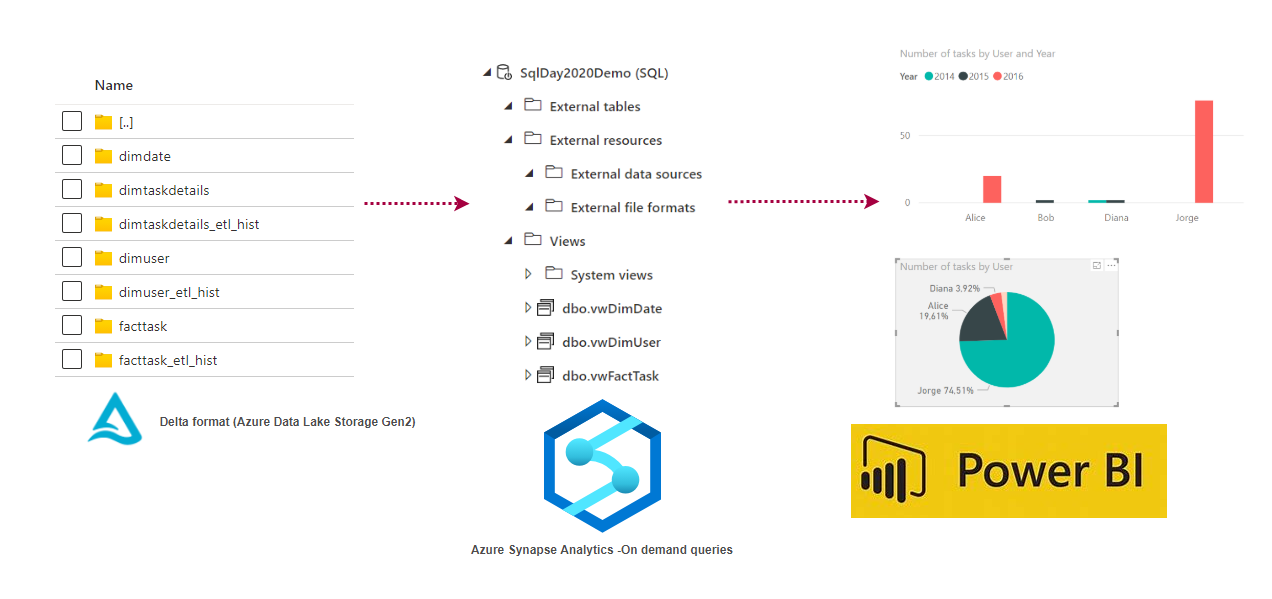 Name
[..]
dimdate
dimtaskdetails
dimtaskdetails_etl_hist
dimuser
dimuser_etl_hist
facttask
facttask_etl_hist
Delta format (Azure Data Lake Storage Gen2)
SqlDay2020Demo (SQL)
External tables
External resources
External data sources
External file formats
Views
System views
dbo.vwDimDate
dbo.vwDimUser
dbo.vwFactTask
Azure Synapse Analytics -On demand queries
Number of tasks by User and Year
Year 2014 2015 2016
50
0
Alice Bob Diana Jorge
Number of tasks by User
Diana 3.92%
Alice
19.61%
Jorge 74.51%
Power BI